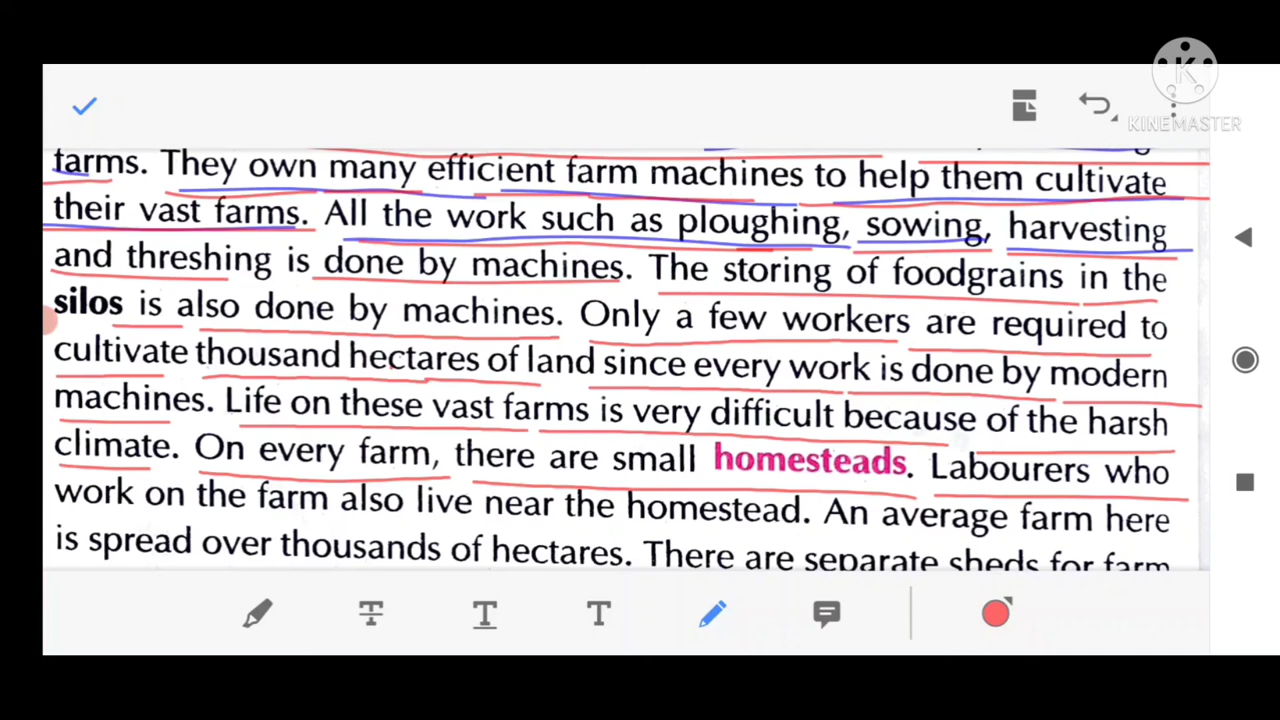 KINEMASTER
farms. They own many efficient farm machines to help them cultivate
their vast farms. All the work such as ploughing, sowing, harvesting
and threshing is done by machines. The storing of foodgrains in the
silos is also done by machines. Only a few workers are required to
cultivate thousand hectares of land since every work is done by modern
machines. Life on these vast farms is very difficult because of the harsh
climate. On every farm, there are small homesteads. Labourers who
work on the farm also live near the homestead. An average farm here
is spread over thousands of hectares. There are separate sheds for farm